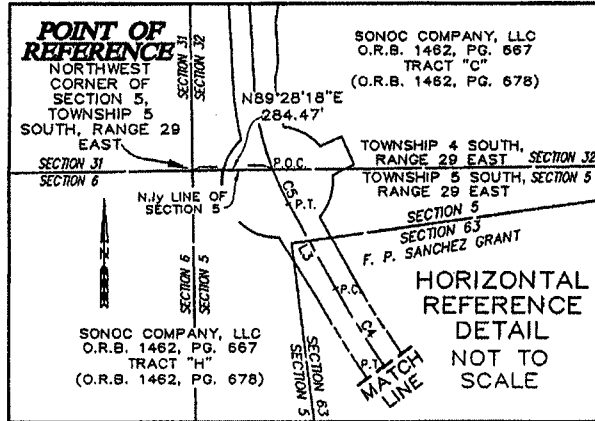 POINT OF
REFERENCE
NORTHWEST
CORNER OF
SECTION 5,
TOWNSHIP 5
SOUTH, RANGE 29
EAST
SECTION 31
SECTION 32
SONOC COMPANY, LLC
O.R.B. 1462, PG. 667
TRACT "C"
(O.R.B. 1462, PG. 678)
N89°28'18"E
284.47'
SECTION 31
SECTION 6
P.O.C.
TOWNSHIP 4 SOUTH,
RANGE 29 EAST
SECTION 32
TOWNSHIP 5 SOUTH,
RANGE 29 EAST
SECTION 5
N.ly LINE OF
SECTION 5
C5
P.T.
SECTION 5
SECTION 63
F. P. SANCHEZ GRANT
NORTH
SECTION 6
SECTION 5
L3
P.C.
C4
HORIZONTAL
REFERENCE
DETAIL
NOT TO
SCALE
SONOC COMPANY, LLC
O.R.B. 1462, PG. 667
TRACT "H"
(O.R.B. 1462, PG. 678)
SECTION 63
SECTION 5
MATCH
LINE